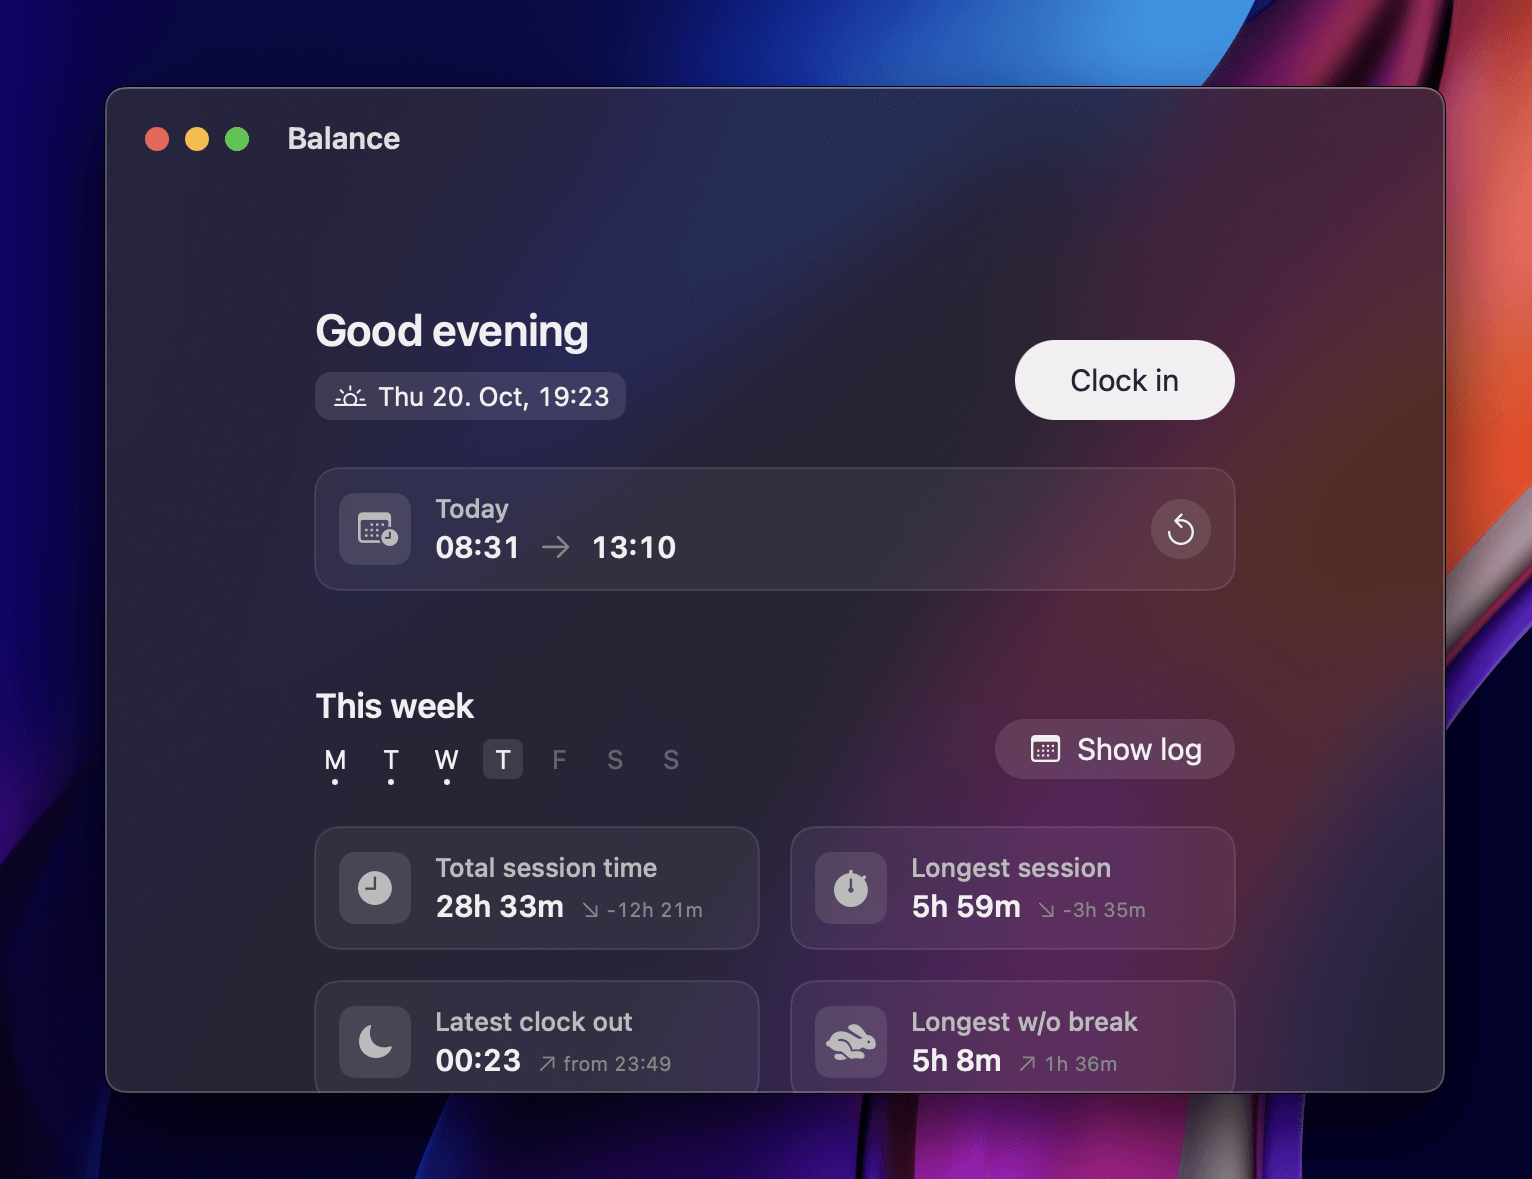 Balance
Good evening
Thu 20. Oct, 19:23
Clock in
Today
08:31 → 13:10
This week
M T W T F S S
Show log
Total session time
28h 33m ↘ -12h 21m
Longest session
5h 59m ↘ -3h 35m
Latest clock out
00:23 ↗ from 23:49
Longest w/o break
5h 8m ↗ 1h 36m